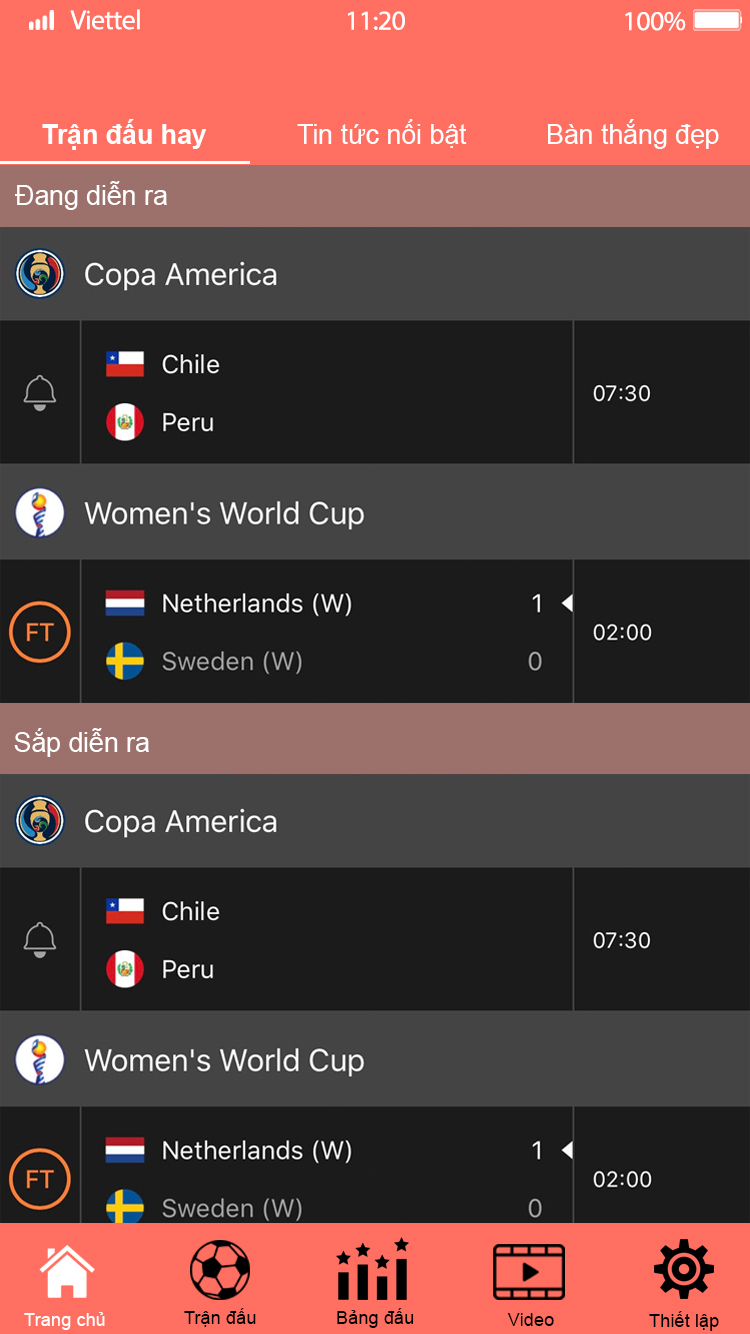 Viettel 11:20 100%
Trận đấu hay Tin tức nổi bật Bàn thắng đẹp
Đang diễn ra
Copa America
Chile
07:30
Peru
Women's World Cup
Netherlands (W) 1
FT 02:00
Sweden (W) 0
Sắp diễn ra
Copa America
Chile
07:30
Peru
Women's World Cup
Netherlands (W) 1
FT 02:00
Sweden (W) 0
Trang chủ Trận đấu Bảng đấu Video Thiết lập